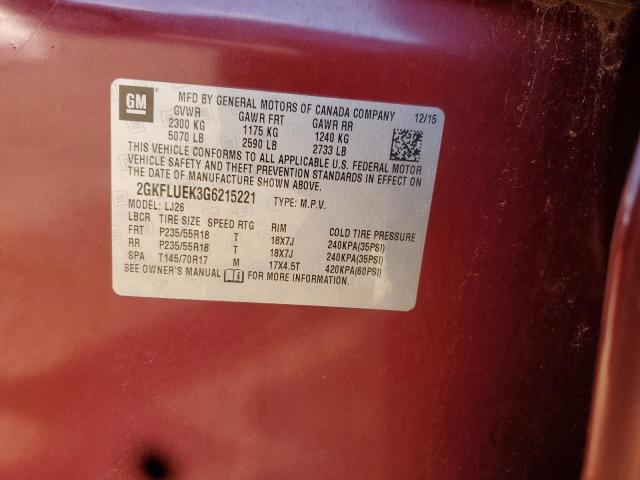 GM
MFD BY GENERAL MOTORS OF CANADA COMPANY
GVWR GAWR FRT GAWR RR 12/15
2300 KG 1175 KG 1240 KG
5070 LB 2590 LB 2733 LB
THIS VEHICLE CONFORMS TO ALL APPLICABLE U.S. FEDERAL MOTOR
VEHICLE SAFETY AND THEFT PREVENTION STANDARDS IN EFFECT ON
THE DATE OF MANUFACTURE SHOWN ABOVE.
2GKFLUEK3G6215221 TYPE: M.P.V.
MODEL: LJ26
LBCR TIRE SIZE SPEED RTG RIM COLD TIRE PRESSURE
FRT P235/55R18 T 18X7J 240KPA(35PSI)
RR P235/55R18 T 18X7J 240KPA(35PSI)
SPA T145/70R17 M 17X4.5T 420KPA(60PSI)
SEE OWNER'S MANUAL FOR MORE INFORMATION.